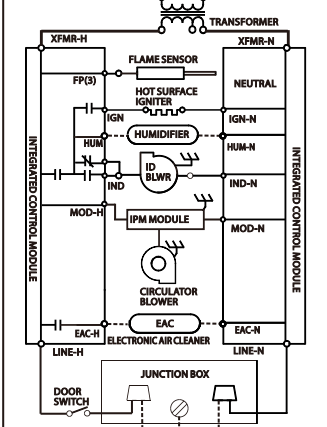 TRANSFORMER
XFMR-H
XFMR-N
FLAME SENSOR
FP(3)
NEUTRAL
HOT SURFACE
IGNITER
IGN
IGN-N
HUMIDIFIER
HUM
HUM-N
INTEGRATED CONTROL MODULE
INTEGRATED CONTROL MODULE
ID
BLWR
IND
IND-N
MOD-H
IPM MODULE
MOD-N
CIRCULATOR
BLOWER
EAC
EAC-H
EAC-N
ELECTRONIC AIR CLEANER
LINE-H
LINE-N
JUNCTION BOX
DOOR
SWITCH